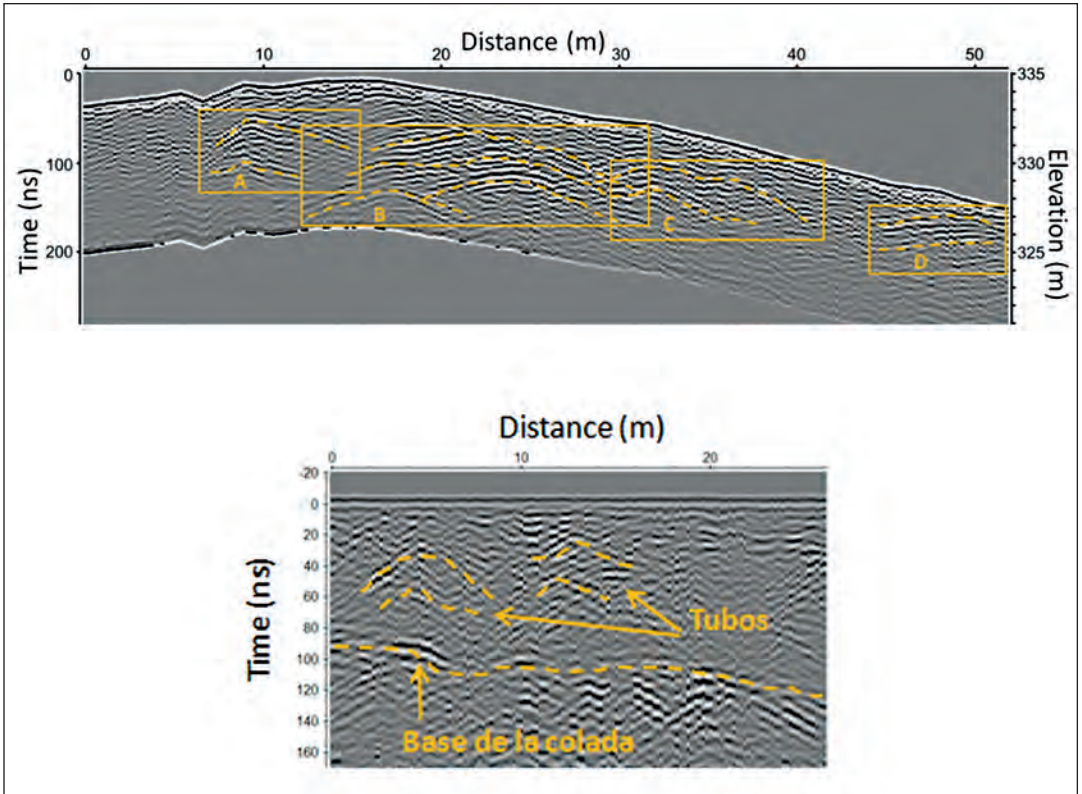 Distance (m)
0 10 20 30 40 50
Time (ns)
0
100
200
335
330
325
Elevation (m)
A
B
C
D
Distance (m)
0 10 20
Time (ns)
-20
0
20
40
60
80
100
120
140
160
Tubos
Base de la colada